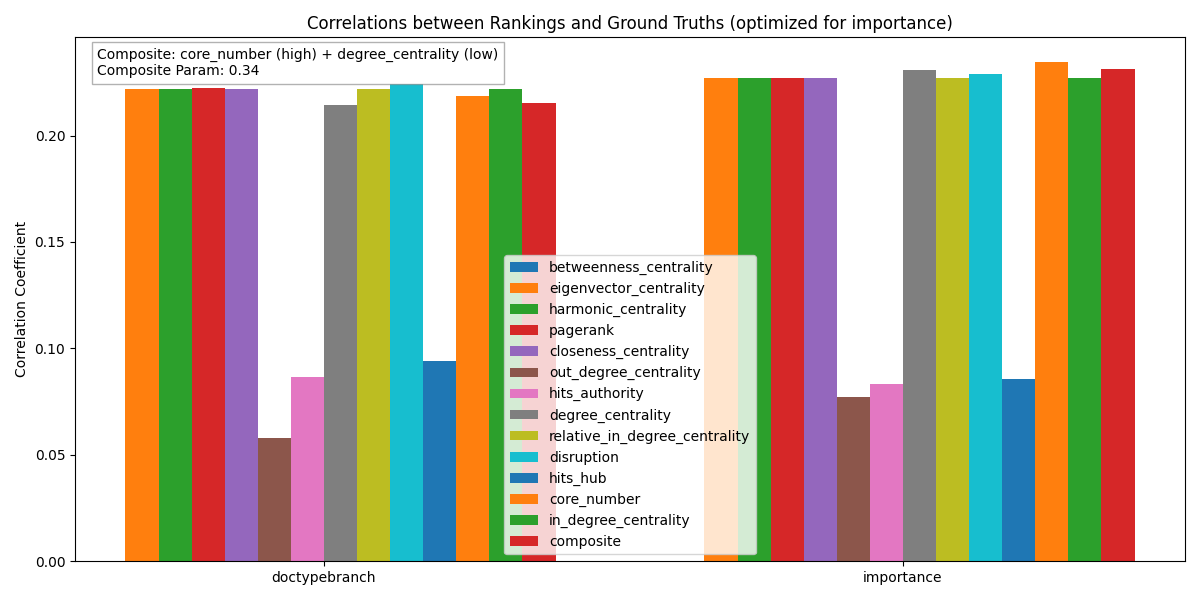 Correlations between Rankings and Ground Truths (optimized for importance)
Composite: core_number (high) + degree_centrality (low)
Composite Param: 0.34
Correlation Coefficient
0.20
0.15
0.10
0.05
0.00
betweenness_centrality
eigenvector_centrality
harmonic_centrality
pagerank
closeness_centrality
out_degree_centrality
hits_authority
degree_centrality
relative_in_degree_centrality
disruption
hits_hub
core_number
in_degree_centrality
composite
doctypebranch
importance